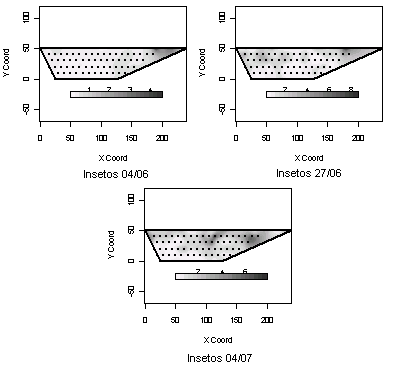 100
50
0
-50
Y Coord
1 2 3 4
0 50 100 150 200
X Coord
Insetos 04/06
100
50
0
-50
Y Coord
2 4 6 8
0 50 100 150 200
X Coord
Insetos 27/06
100
50
0
-50
Y Coord
2 4 6
0 50 100 150 200
X Coord
Insetos 04/07